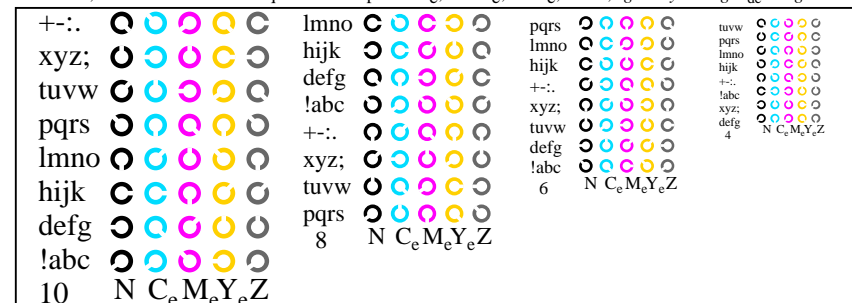 +-:.
xyz;
tuvw
pqrs
lmno
hijk
defg
!abc
10 N CeMeYeZ
lmno
hijk
defg
!abc
+-:.
xyz;
tuvw
pqrs
8 N CeMeYeZ
pqrs
lmno
hijk
+-:.
xyz;
tuvw
defg
!abc
6 N CeMeYeZ
tuvw
pqrs
lmno
hijk
+-:.
!abc
xyz;
defg
4 N CeMeYeZ